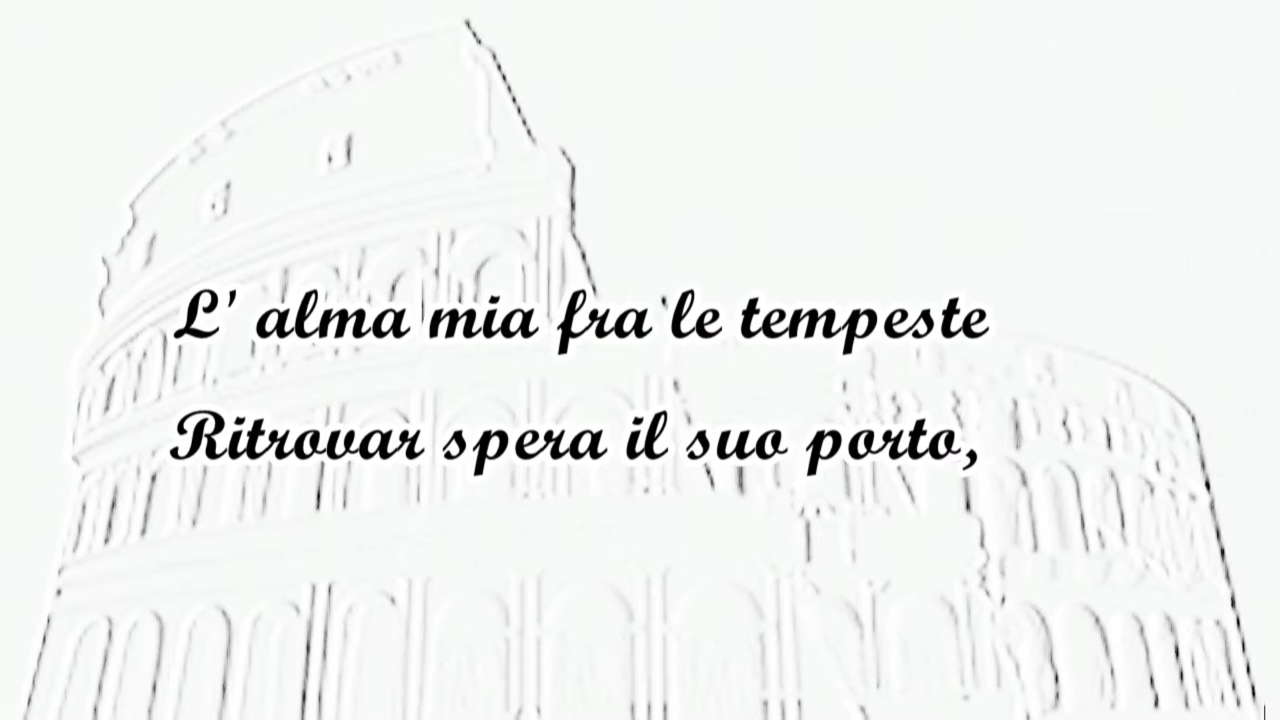 L' alma mia fra le tempeste
Ritrovar spera il suo porto,